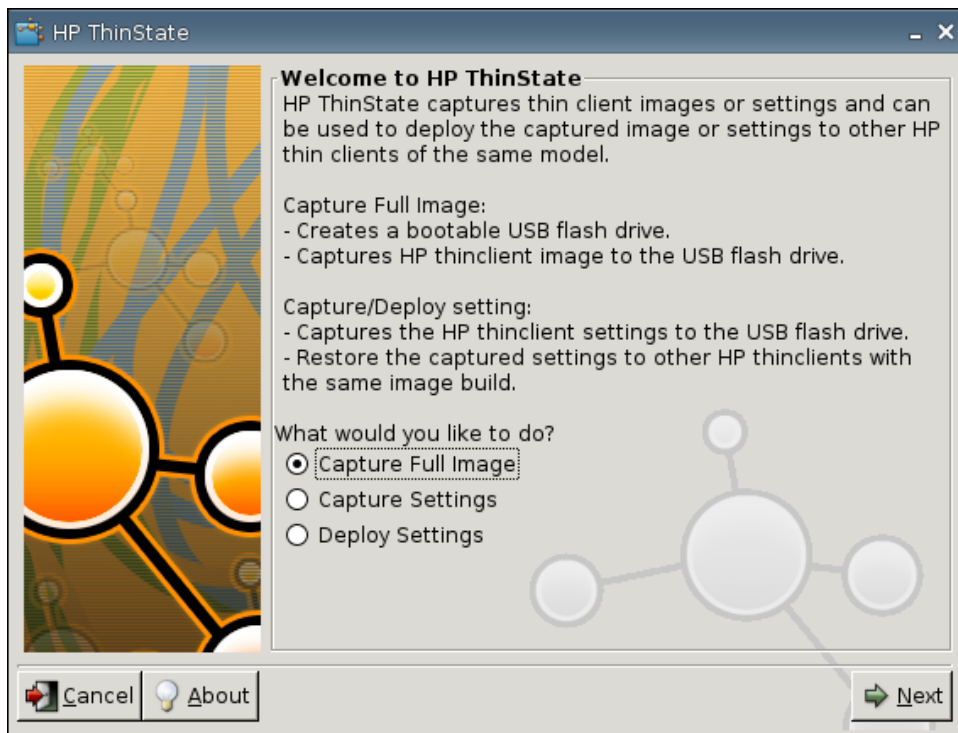 HP ThinState
Welcome to HP ThinState
HP ThinState captures thin client images or settings and can
be used to deploy the captured image or settings to other HP
thin clients of the same model.
Capture Full Image:
- Creates a bootable USB flash drive.
- Captures HP thinclient image to the USB flash drive.
Capture/Deploy setting:
- Captures the HP thinclient settings to the USB flash drive.
- Restore the captured settings to other HP thinclients with
the same image build.
What would you like to do?
Capture Full Image
Capture Settings
Deploy Settings
Cancel
About
Next